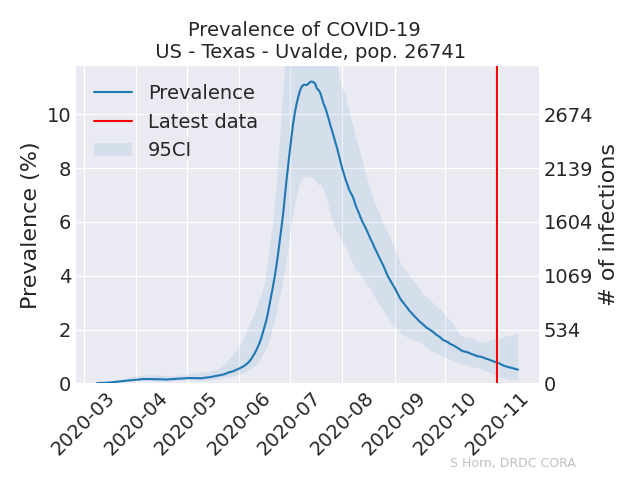 Prevalence of COVID-19
US - Texas - Uvalde, pop. 26741
Prevalence
Latest data
95CI
Prevalence (%)
10
8
6
4
2
0
2674
2139
1604
1069
534
0
# of infections
2020-03
2020-04
2020-05
2020-06
2020-07
2020-08
2020-09
2020-10
2020-11
S Horn, DRDC CORA